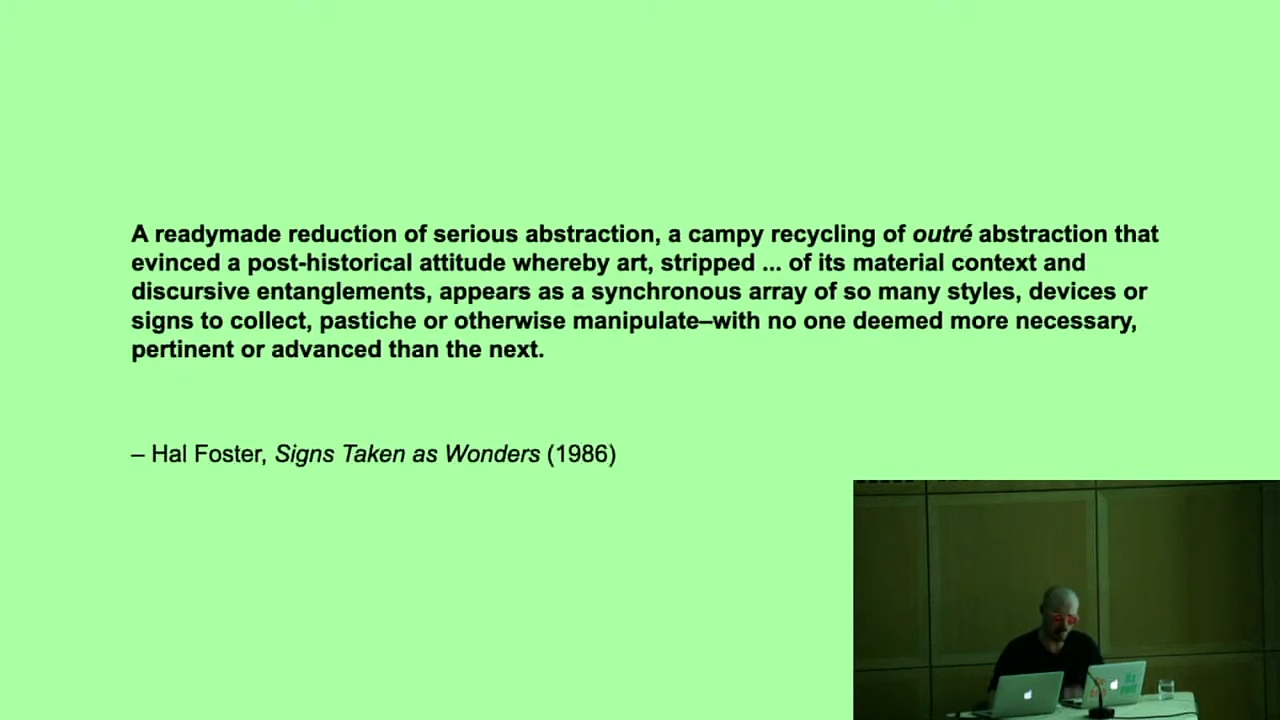 A readymade reduction of serious abstraction, a campy recycling of outré abstraction that
evinced a post-historical attitude whereby art, stripped ... of its material context and
discursive entanglements, appears as a synchronous array of so many styles, devices or
signs to collect, pastiche or otherwise manipulate–with no one deemed more necessary,
pertinent or advanced than the next.
– Hal Foster, Signs Taken as Wonders (1986)